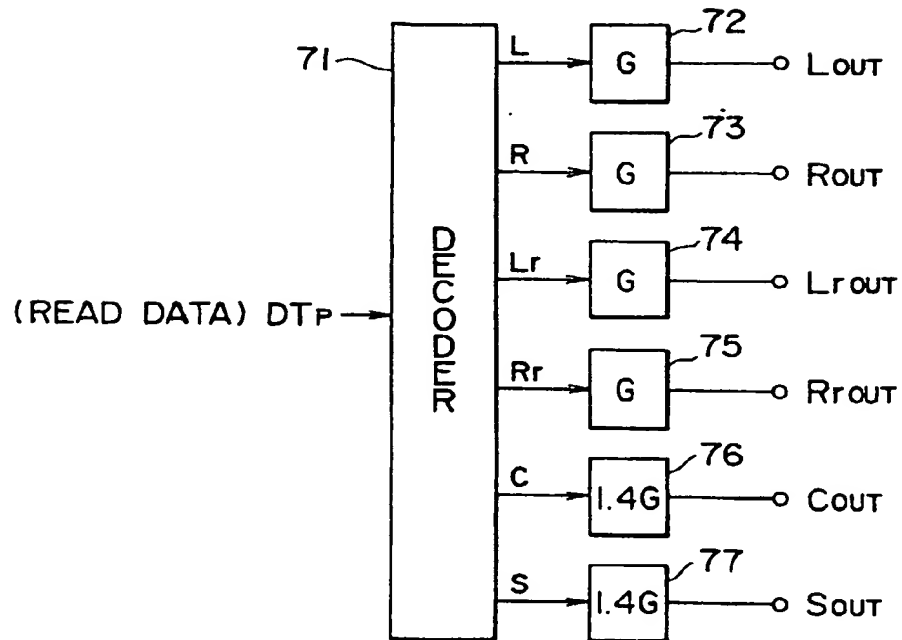 71
DECODER
(READ DATA) DTP
L
G
72
LOUT
R
G
73
ROUT
Lr
G
74
LrOUT
Rr
G
75
RrOUT
C
1.4G
76
COUT
S
1.4G
77
SOUT